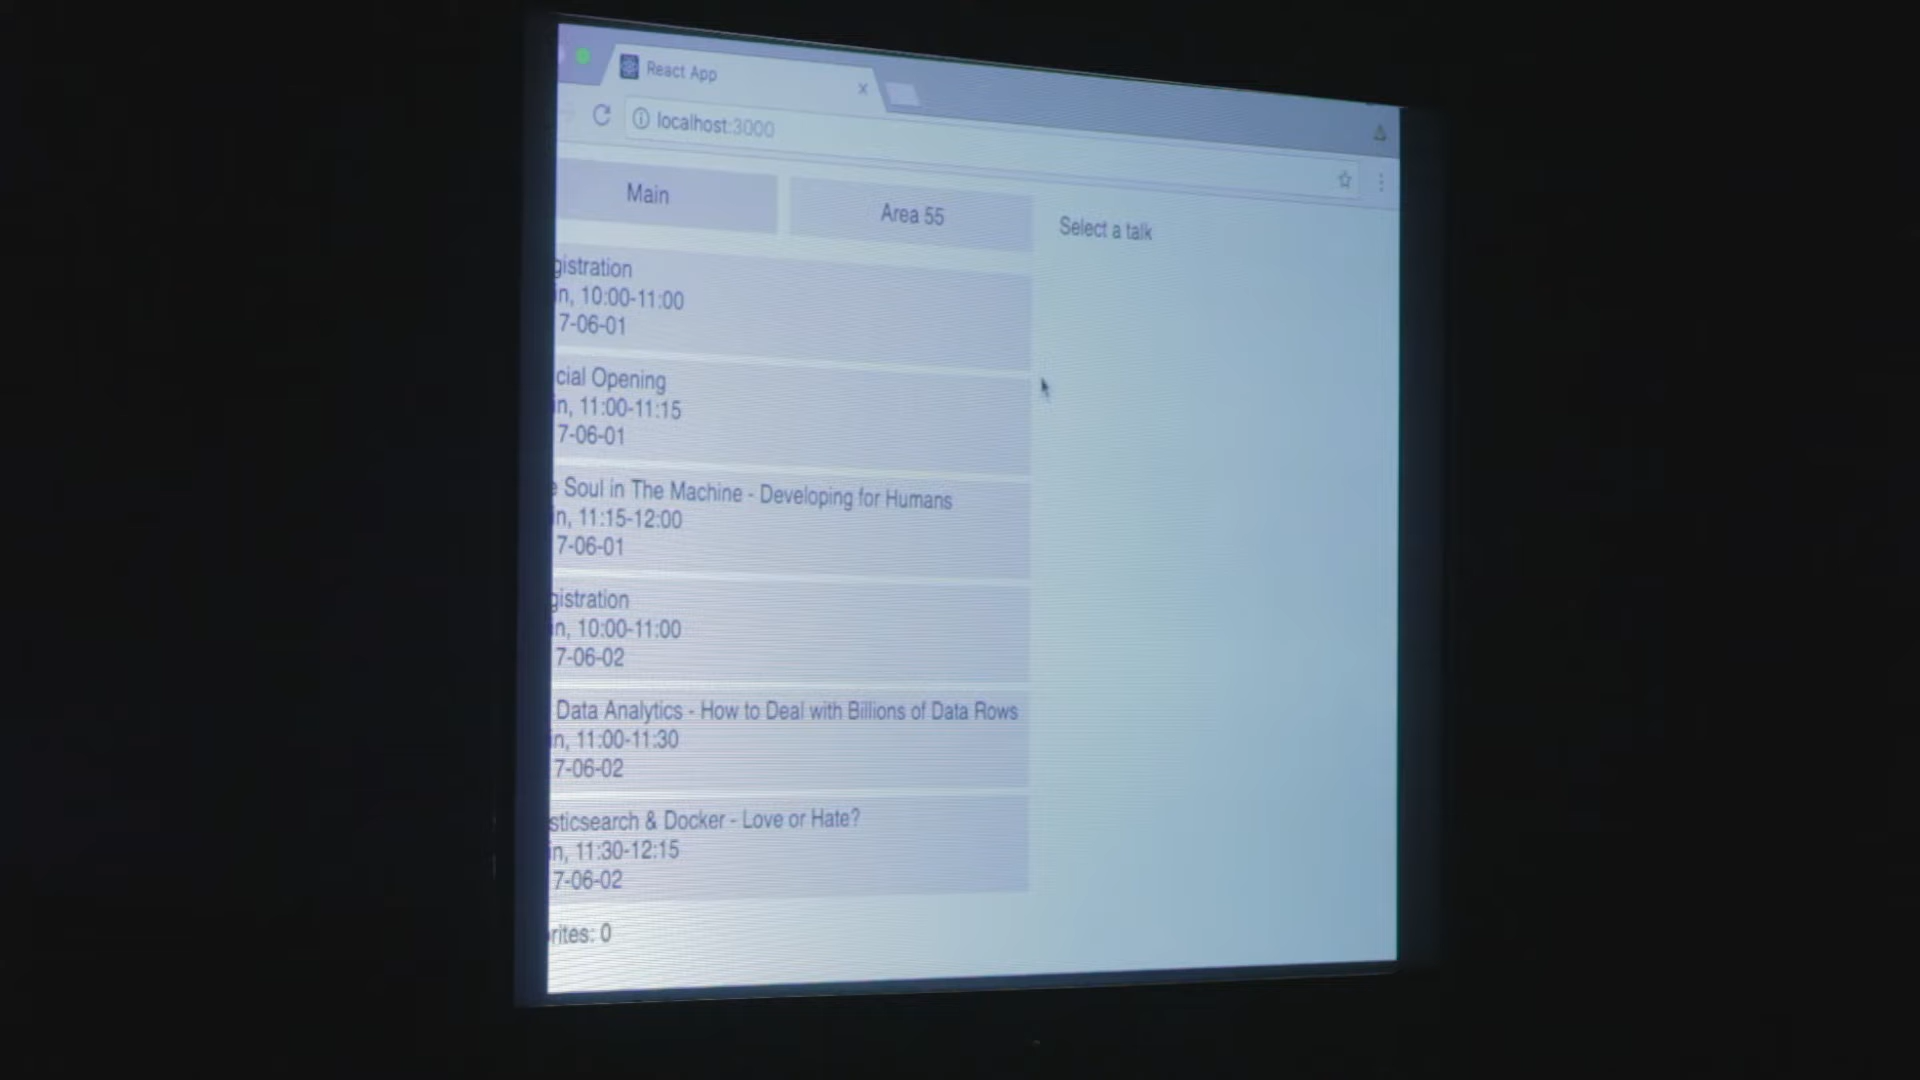 React App
localhost:3000
Main
Area 55
Select a talk
gistration
in, 10:00-11:00
7-06-01
cial Opening
in, 11:00-11:15
7-06-01
e Soul in The Machine - Developing for Humans
in, 11:15-12:00
7-06-01
gistration
in, 10:00-11:00
7-06-02
Data Analytics - How to Deal with Billions of Data Rows
in, 11:00-11:30
7-06-02
sticsearch & Docker - Love or Hate?
in, 11:30-12:15
7-06-02
rites: 0